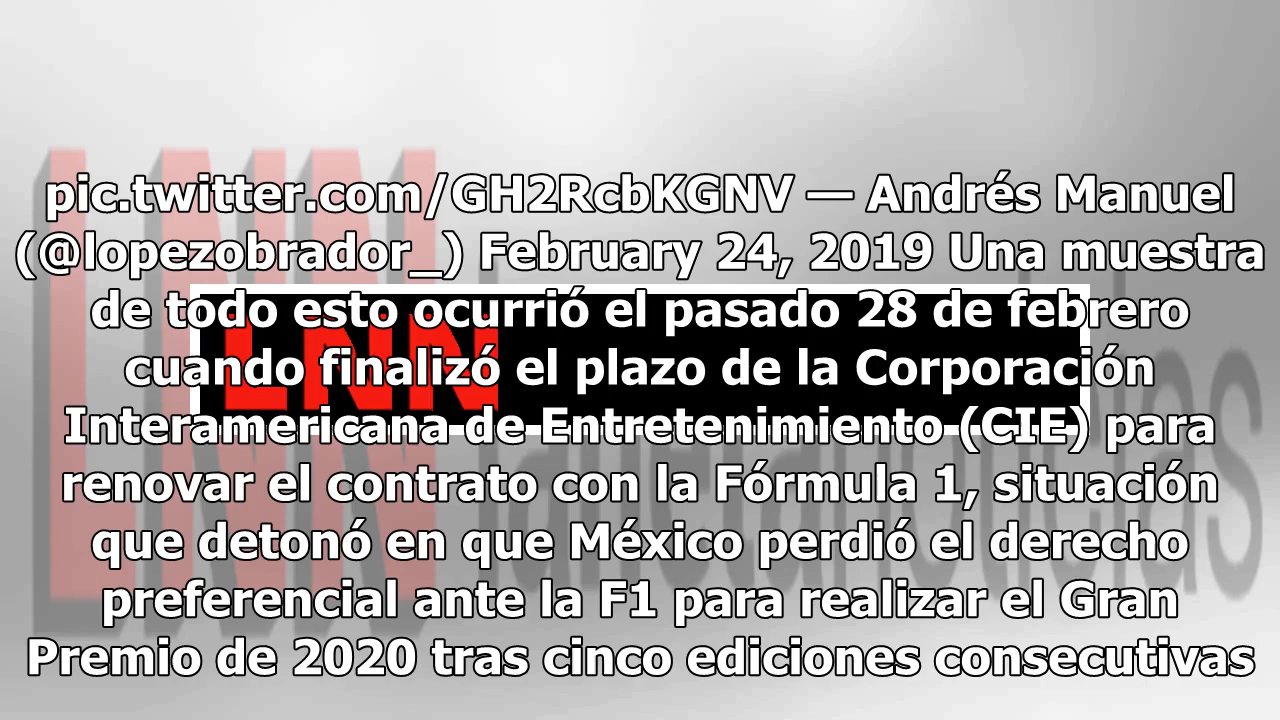 pic.twitter.com/GH2RcbKGNV — Andrés Manuel
(@lopezobrador_) February 24, 2019 Una muestra
de todo esto ocurrió el pasado 28 de febrero
cuando finalizó el plazo de la Corporación
Interamericana de Entretenimiento (CIE) para
renovar el contrato con la Fórmula 1, situación
que detonó en que México perdió el derecho
preferencial ante la F1 para realizar el Gran
Premio de 2020 tras cinco ediciones consecutivas
LNN
LNN